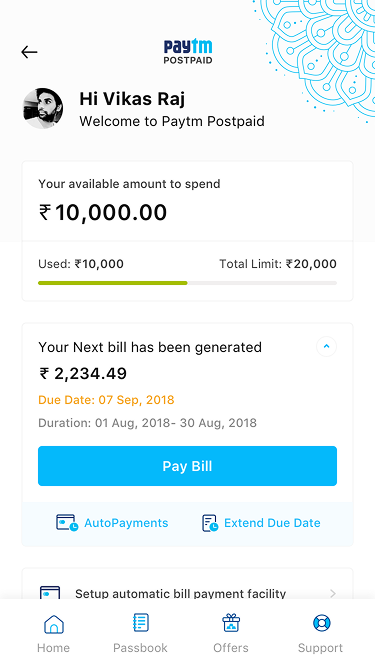 paytm
POSTPAID
Hi Vikas Raj
Welcome to Paytm Postpaid
Your available amount to spend
₹ 10,000.00
Used: ₹10,000 Total Limit: ₹20,000
Your Next bill has been generated
₹ 2,234.49
Due Date: 07 Sep, 2018
Duration: 01 Aug, 2018- 30 Aug, 2018
Pay Bill
AutoPayments Extend Due Date
Setup automatic bill payment facility
Home Passbook Offers Support